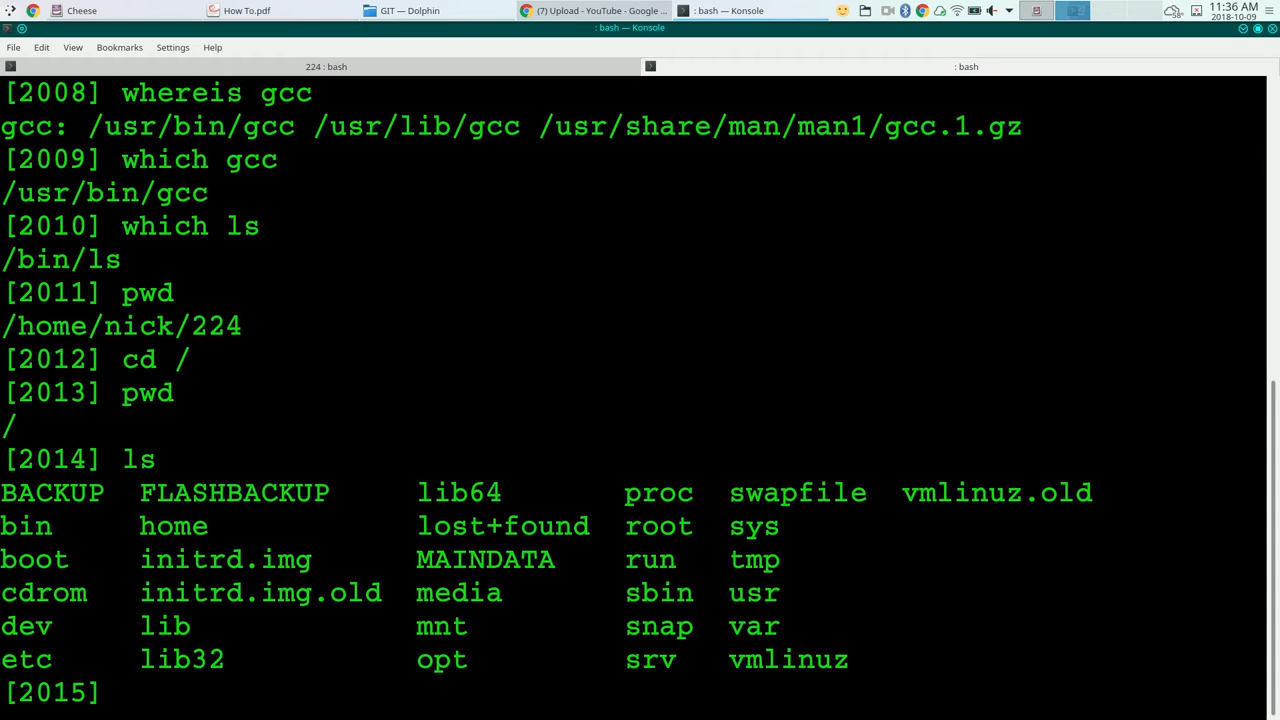 Cheese How To.pdf GIT — Dolphin (7) Upload - YouTube - Google ... : bash — Konsole 58° 11:36 AM
2018-10-09
: bash — Konsole
File Edit View Bookmarks Settings Help
224 : bash : bash
[2008] whereis gcc
gcc: /usr/bin/gcc /usr/lib/gcc /usr/share/man/man1/gcc.1.gz
[2009] which gcc
/usr/bin/gcc
[2010] which ls
/bin/ls
[2011] pwd
/home/nick/224
[2012] cd /
[2013] pwd
/
[2014] ls
BACKUP FLASHBACKUP lib64 proc swapfile vmlinuz.old
bin home lost+found root sys
boot initrd.img MAINDATA run tmp
cdrom initrd.img.old media sbin usr
dev lib mnt snap var
etc lib32 opt srv vmlinuz
[2015]